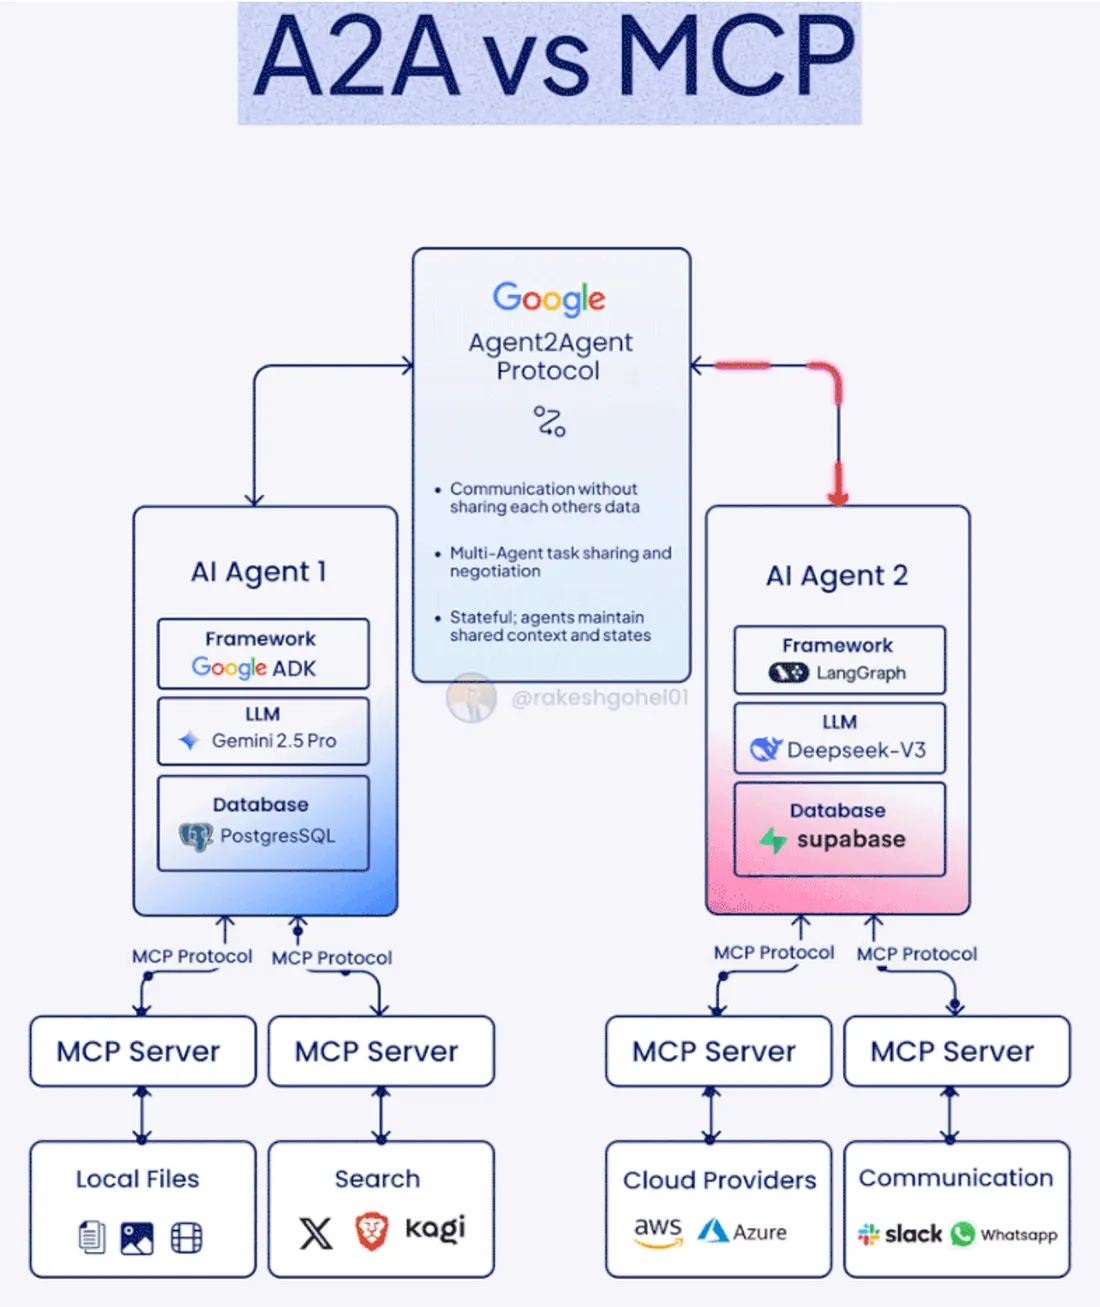 A2A vs MCP
Google
Agent2Agent
Protocol
• Communication without
sharing each others data
• Multi-Agent task sharing and
negotiation
• Stateful; agents maintain
shared context and states
@rakeshgohel01
AI Agent 1
Framework
Google ADK
LLM
Gemini 2.5 Pro
Database
PostgresSQL
AI Agent 2
Framework
LangGraph
LLM
Deepseek-V3
Database
supabase
MCP Protocol
MCP Protocol
MCP Protocol
MCP Protocol
MCP Server
MCP Server
MCP Server
MCP Server
Local Files
Search
X
kagi
Cloud Providers
aws
Azure
Communication
slack
Whatsapp